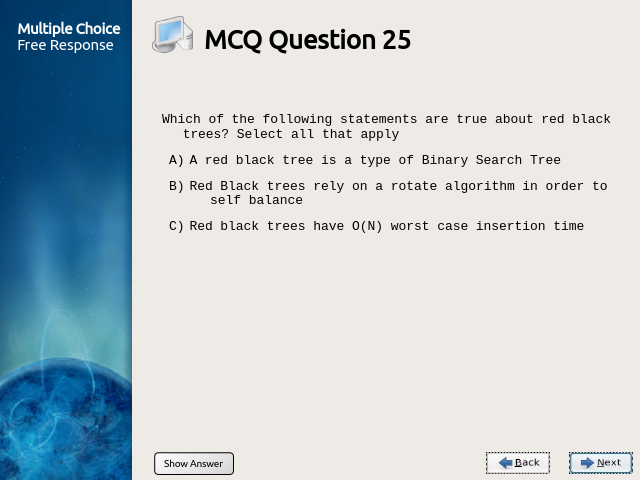 Multiple Choice
Free Response
MCQ Question 25
Which of the following statements are true about red black
trees? Select all that apply
A) A red black tree is a type of Binary Search Tree
B) Red Black trees rely on a rotate algorithm in order to
self balance
C) Red black trees have O(N) worst case insertion time
Show Answer
Back
Next